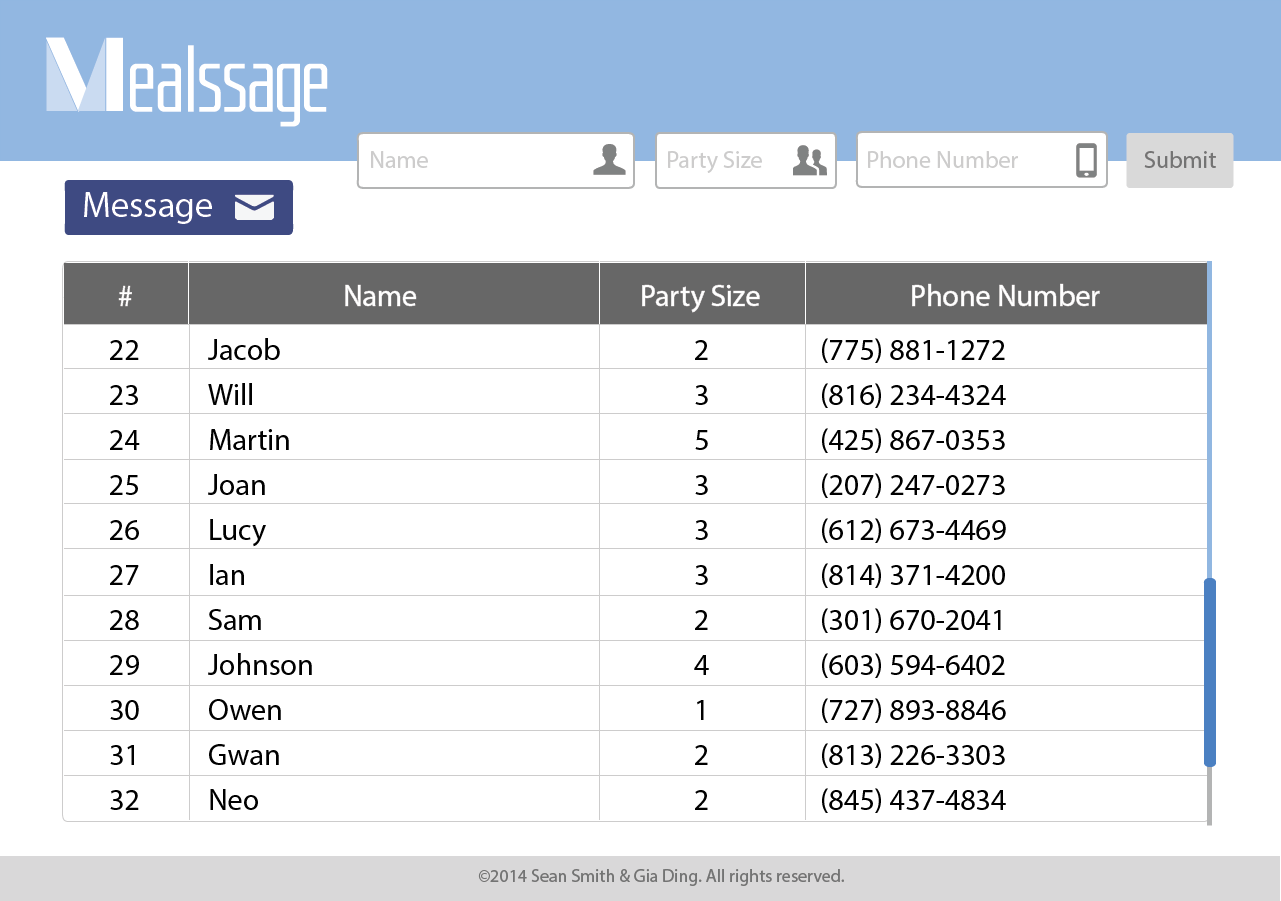 Mealssage
Name Party Size Phone Number Submit
Message
# Name Party Size Phone Number
22 Jacob 2 (775) 881-1272
23 Will 3 (816) 234-4324
24 Martin 5 (425) 867-0353
25 Joan 3 (207) 247-0273
26 Lucy 3 (612) 673-4469
27 Ian 3 (814) 371-4200
28 Sam 2 (301) 670-2041
29 Johnson 4 (603) 594-6402
30 Owen 1 (727) 893-8846
31 Gwan 2 (813) 226-3303
32 Neo 2 (845) 437-4834
©2014 Sean Smith & Gia Ding. All rights reserved.